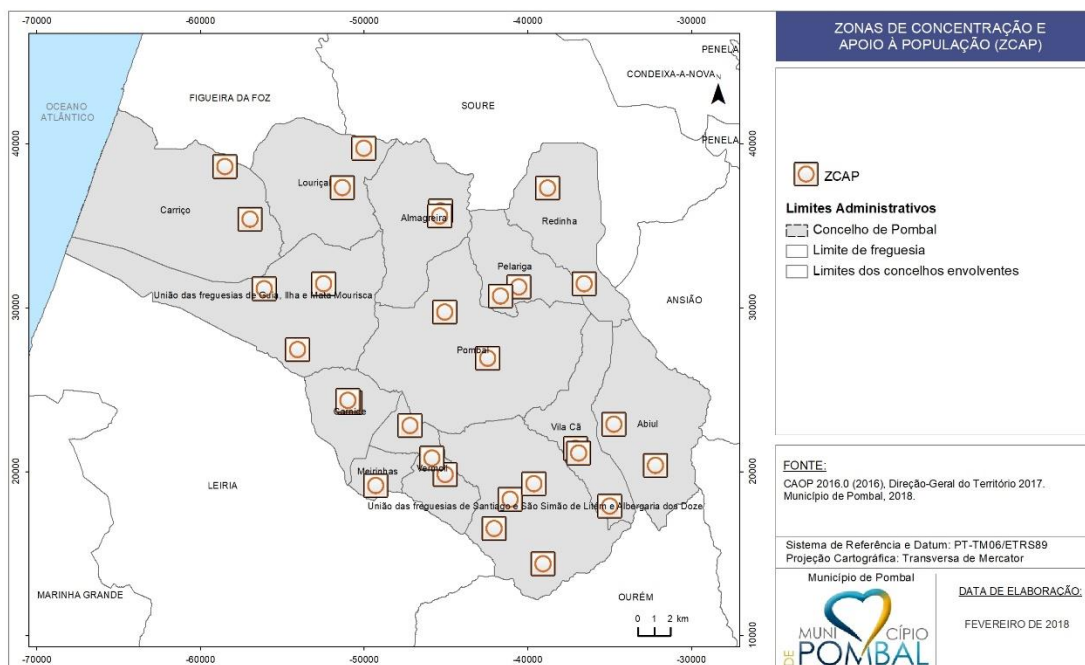 -70000
-60000
-50000
-40000
-30000
ZONAS DE CONCENTRAÇÃO E
APOIO À POPULAÇÃO (ZCAP)
PENELA
CONDEIXA-A-NOVA
N
FIGUEIRA DA FOZ
SOURE
OCEANO
ATLÂNTICO
PENELA
40000
40000
Louriçal
Carriço
Almagreira
Redinha
ZCAP
Limites Administrativos
Concelho de Pombal
Limite de freguesia
Limites dos concelhos envolventes
Pelariga
União das freguesias de Guia, Ilha e Mata Mourisca
ANSIÃO
30000
30000
Pombal
Carnide
Vila Cã
Abiul
Meirinhas
Vermoil
20000
20000
LEIRIA
União das freguesias de Santiago e São Simão de Litém e Albergaria dos Doze
FONTE:
CAOP 2016.0 (2016), Direção-Geral do Território 2017.
Município de Pombal, 2018.
Sistema de Referência e Datum: PT-TM06/ETRS89
Projeção Cartográfica: Transversa de Mercator
MARINHA GRANDE
OURÉM
0 1 2 km
10000
Município de Pombal
MUNICÍPIO
DE
POMBAL
DATA DE ELABORAÇÃO:
FEVEREIRO DE 2018
-70000
-60000
-50000
-40000
-30000